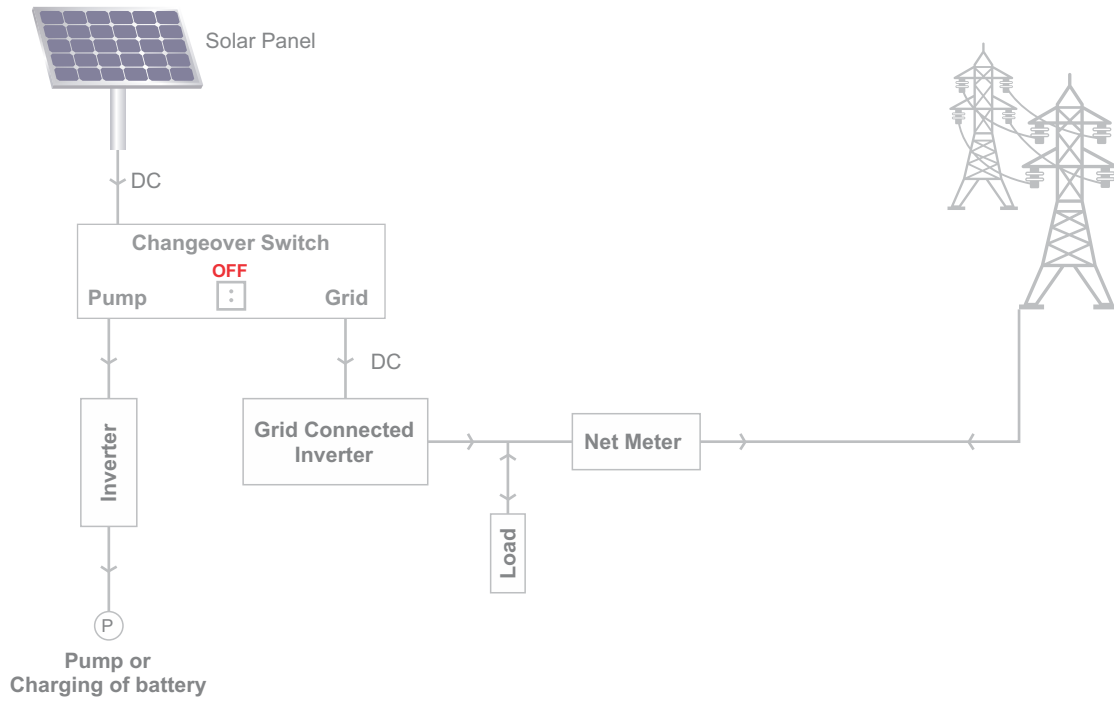 Solar Panel
DC
Changeover Switch
OFF
Pump
:
Grid
DC
Inverter
Grid Connected
Inverter
Net Meter
Load
P
Pump or
Charging of battery